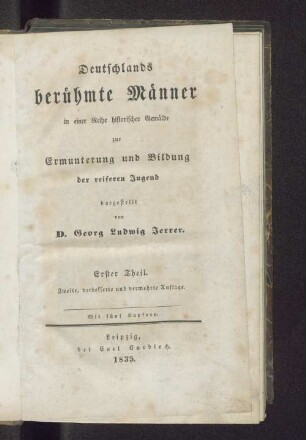 Deutschlands
berühmte Männer
in einer Reihe historischer Gemälde
zur
Ermunterung und Bildung
der reiferen Jugend
dargestellt
von
D. Georg Ludwig Jerrer.
Erster Theil.
Zweite, verbesserte und vermehrte Auflage.
Mit fünf Kupfern.
Leipzig,
bei Carl Cnobloch.
1835.